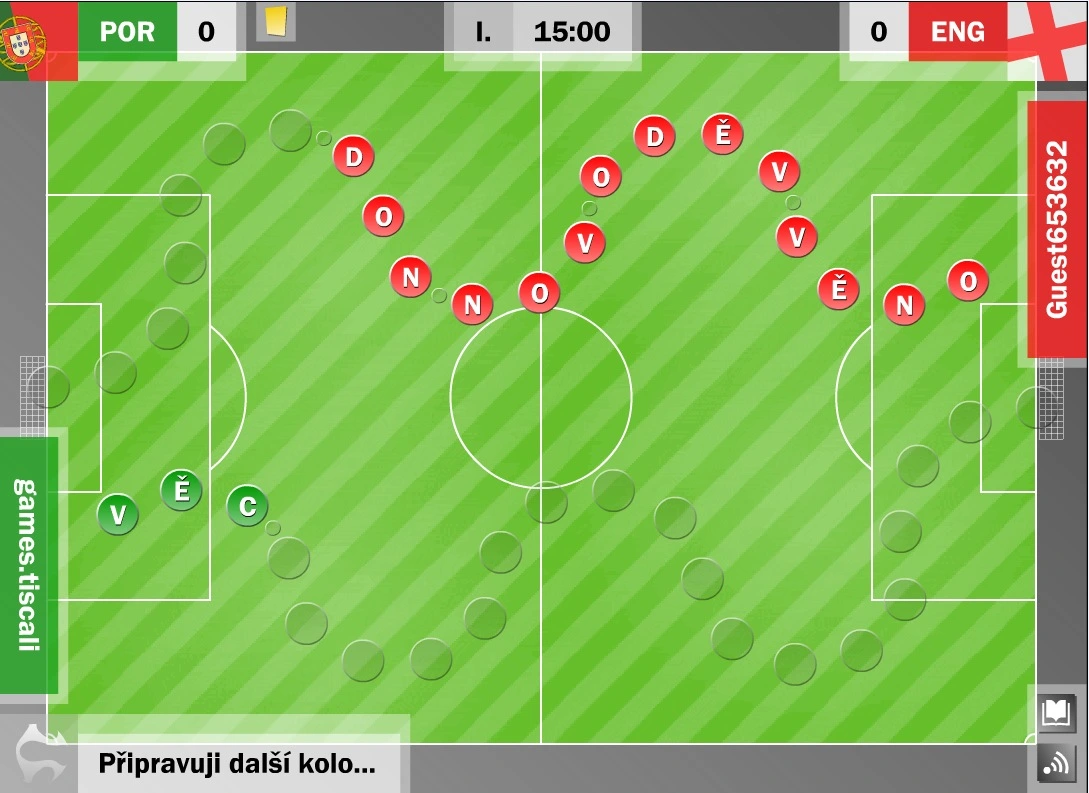 POR 0 I. 15:00 0 ENG
D O N N O V O D Ě V V Ě N O
Guest653632
games.tiscali
V Ě C
Připravuji další kolo...